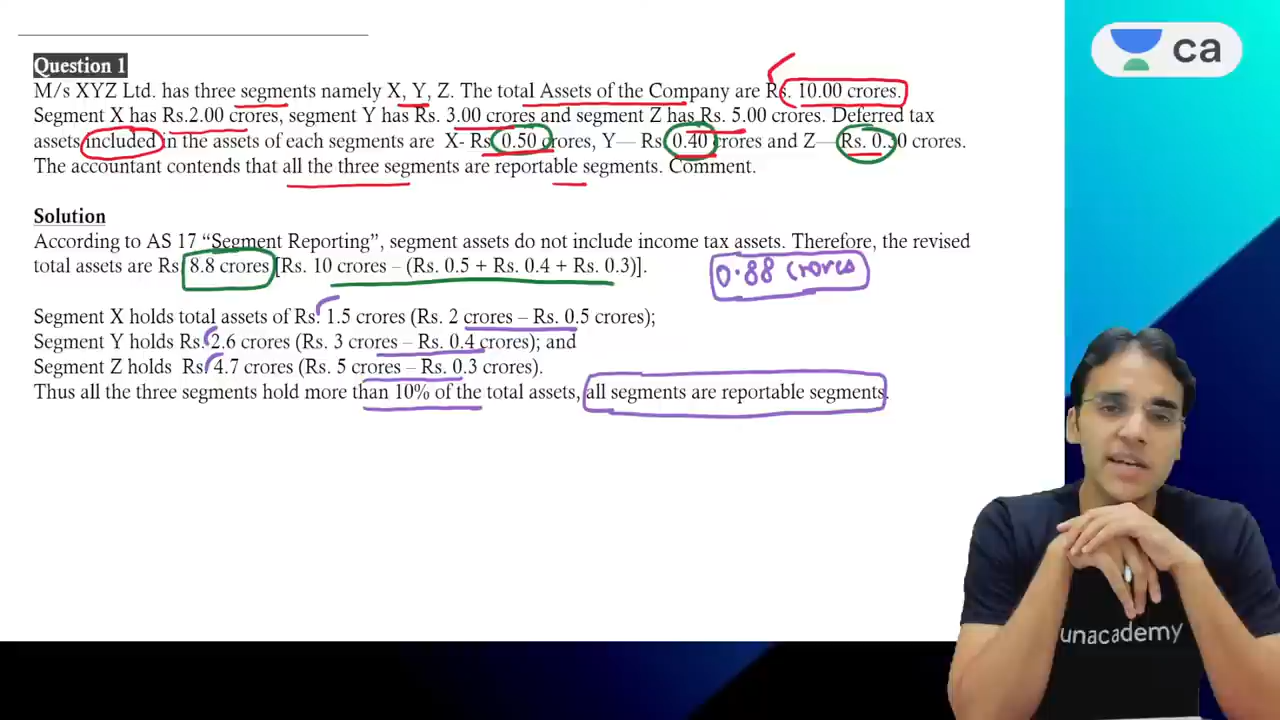 ca
Question 1
M/s XYZ Ltd. has three segments namely X, Y, Z. The total Assets of the Company are Rs. 10.00 crores.
Segment X has Rs.2.00 crores, segment Y has Rs. 3.00 crores and segment Z has Rs. 5.00 crores. Deferred tax
assets included in the assets of each segments are X- Rs 0.50 crores, Y— Rs 0.40 crores and Z— Rs. 0.30 crores.
The accountant contends that all the three segments are reportable segments. Comment.
Solution
According to AS 17 “Segment Reporting”, segment assets do not include income tax assets. Therefore, the revised
total assets are Rs. 8.8 crores [Rs. 10 crores – (Rs. 0.5 + Rs. 0.4 + Rs. 0.3)].
0.88 crores
Segment X holds total assets of Rs. 1.5 crores (Rs. 2 crores – Rs. 0.5 crores);
Segment Y holds Rs. 2.6 crores (Rs. 3 crores – Rs. 0.4 crores); and
Segment Z holds Rs 4.7 crores (Rs. 5 crores – Rs. 0.3 crores).
Thus all the three segments hold more than 10% of the total assets, all segments are reportable segments.
unacademy